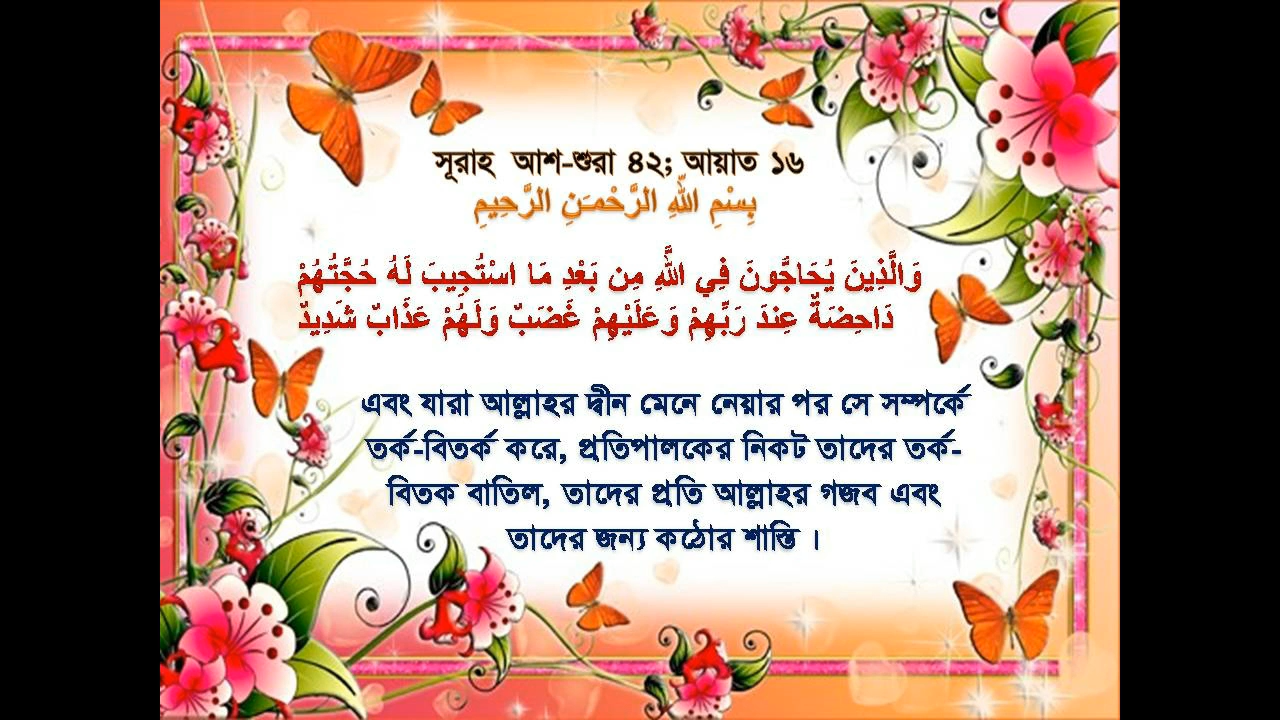 সূরাহ আশ-শুরা ৪২; আয়াত ১৬
بِسْمِ اللّهِ الرَّحْمـَنِ الرَّحِيمِ
وَالَّذِينَ يُحَاجُّونَ فِي اللَّهِ مِن بَعْدِ مَا اسْتُجِيبَ لَهُ حُجَّتُهُمْ
دَاحِضَةٌ عِندَ رَبِّهِمْ وَعَلَيْهِمْ غَضَبٌ وَلَهُمْ عَذَابٌ شَدِيدٌ
এবং যারা আল্লাহর দ্বীন মেনে নেয়ার পর সে সম্পর্কে
তর্ক-বিতর্ক করে, প্রতিপালকের নিকট তাদের তর্ক-
বিতক বাতিল, তাদের প্রতি আল্লাহর গজব এবং
তাদের জন্য কঠোর শাস্তি ।